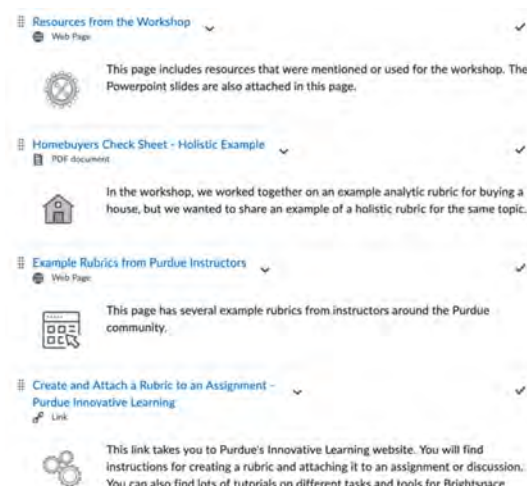 Resources from the Workshop
Web Page
This page includes resources that were mentioned or used for the workshop. The
Powerpoint slides are also attached in this page.
Homebuyers Check Sheet - Holistic Example
PDF document
In the workshop, we worked together on an example analytic rubric for buying a
house, but we wanted to share an example of a holistic rubric for the same topic.
Example Rubrics from Purdue Instructors
Web Page
This page has several example rubrics from instructors around the Purdue
community.
Create and Attach a Rubric to an Assignment -
Purdue Innovative Learning
Link
This link takes you to Purdue's Innovative Learning website. You will find
instructions for creating a rubric and attaching it to an assignment or discussion.
You can also find lots of tutorials on different tasks and tools for Brightspace